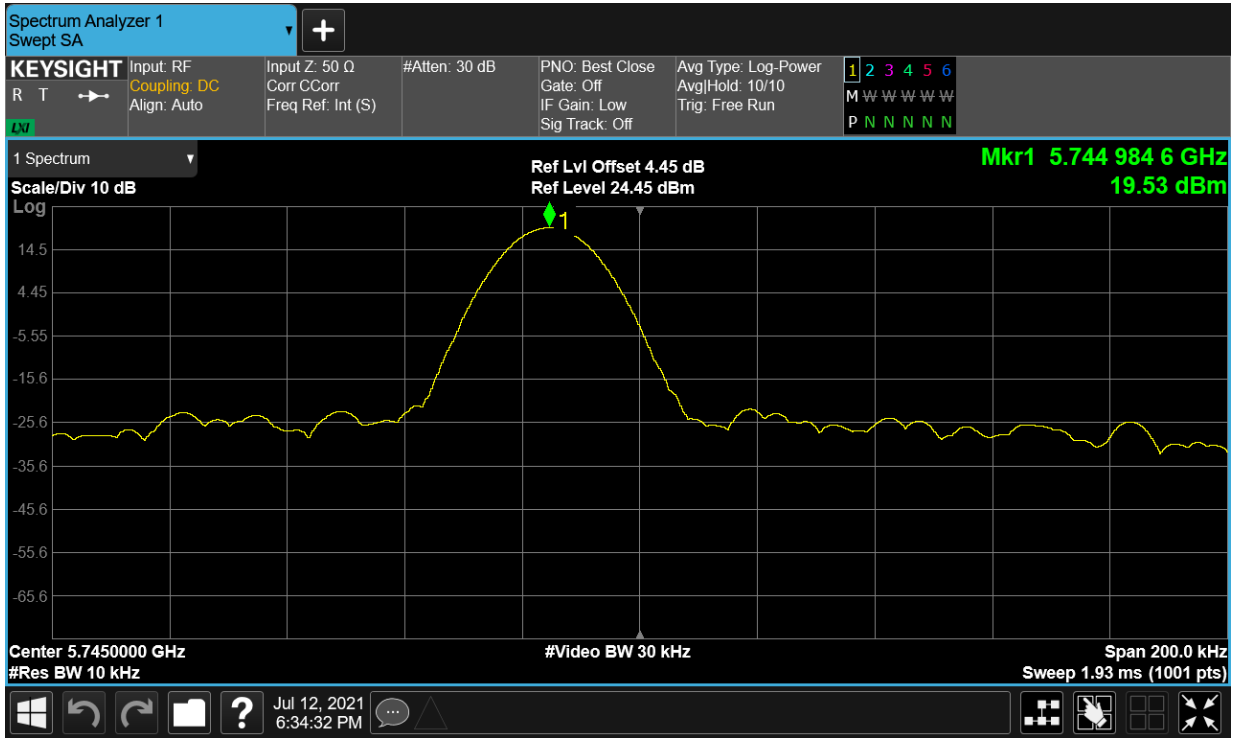 Spectrum Analyzer 1
Swept SA
KEYSIGHT
R T
LXI
Input: RF
Coupling: DC
Align: Auto
Input Z: 50 Ω
Corr CCorr
Freq Ref: Int (S)
#Atten: 30 dB
PNO: Best Close
Gate: Off
IF Gain: Low
Sig Track: Off
Avg Type: Log-Power
Avg|Hold: 10/10
Trig: Free Run
1 2 3 4 5 6
M W W W W W
P N N N N N
1 Spectrum
Scale/Div 10 dB
Log
Ref Lvl Offset 4.45 dB
Ref Level 24.45 dBm
Mkr1 5.744 984 6 GHz
19.53 dBm
1
14.5
4.45
-5.55
-15.6
-25.6
-35.6
-45.6
-55.6
-65.6
Center 5.7450000 GHz
#Res BW 10 kHz
#Video BW 30 kHz
Span 200.0 kHz
Sweep 1.93 ms (1001 pts)
?
Jul 12, 2021
6:34:32 PM